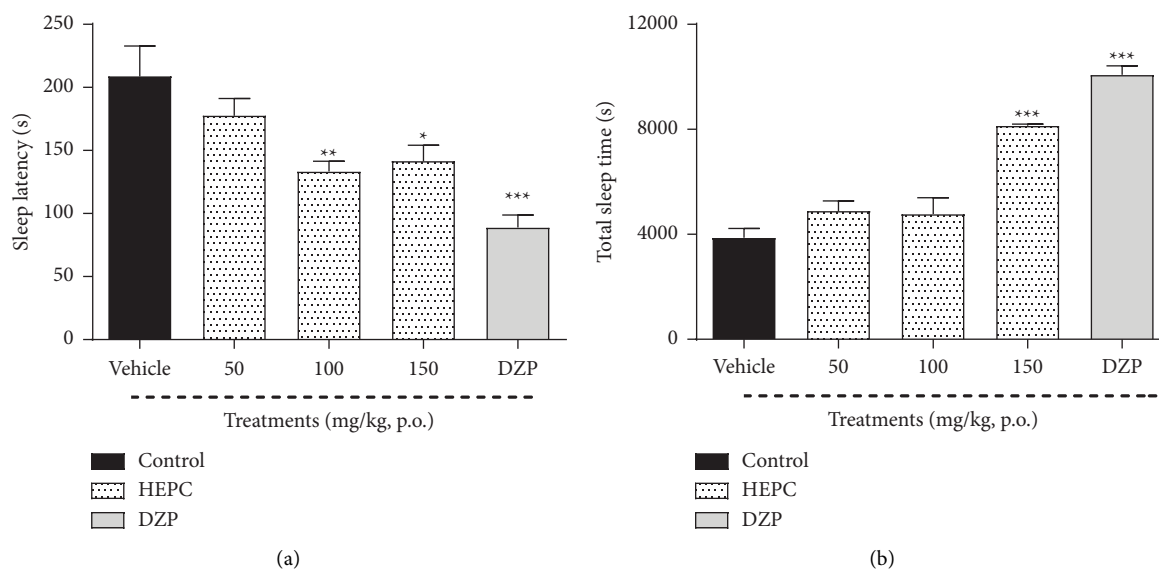 250
200
150
100
50
0
Sleep latency (s)
**
*
***
Vehicle 50 100 150 DZP
Treatments (mg/kg, p.o.)
Control
HEPC
DZP
(a)
12000
8000
4000
0
Total sleep time (s)
***
***
Vehicle 50 100 150 DZP
Treatments (mg/kg, p.o.)
Control
HEPC
DZP
(b)